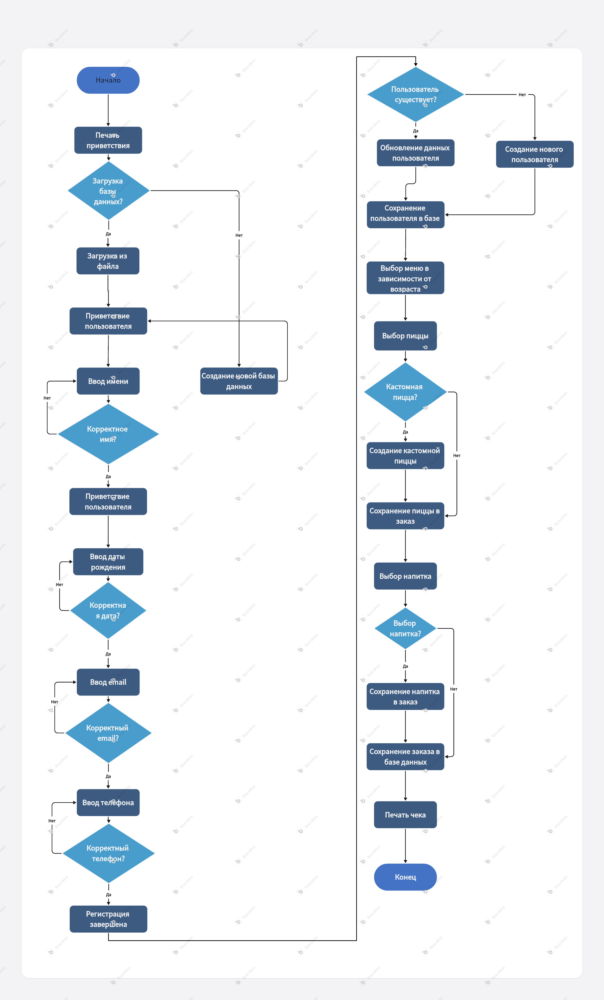 Начало
Печать
приветствия
Загрузка
базы
данных?
Да
Нет
Загрузка из
файла
Приветствие
пользователя
Ввод имени
Создание новой базы
данных
Нет
Корректное
имя?
Да
Приветствие
пользователя
Ввод даты
рождения
Нет
Корректна
я дата?
Да
Ввод email
Нет
Корректный
email?
Да
Ввод телефона
Нет
Корректный
телефон?
Да
Регистрация
завершена
Пользователь
существует?
Нет
Да
Обновление данных
пользователя
Создание нового
пользователя
Сохранение
пользователя в базе
Выбор меню в
зависимости от
возраста
Выбор пиццы
Кастомная
пицца?
Да
Нет
Создание кастомной
пиццы
Сохранение пиццы в
заказ
Выбор напитка
Выбор
напитка?
Да
Нет
Сохранение напитка
в заказ
Сохранение заказа в
базе данных
Печать чека
Конец
Boardmix